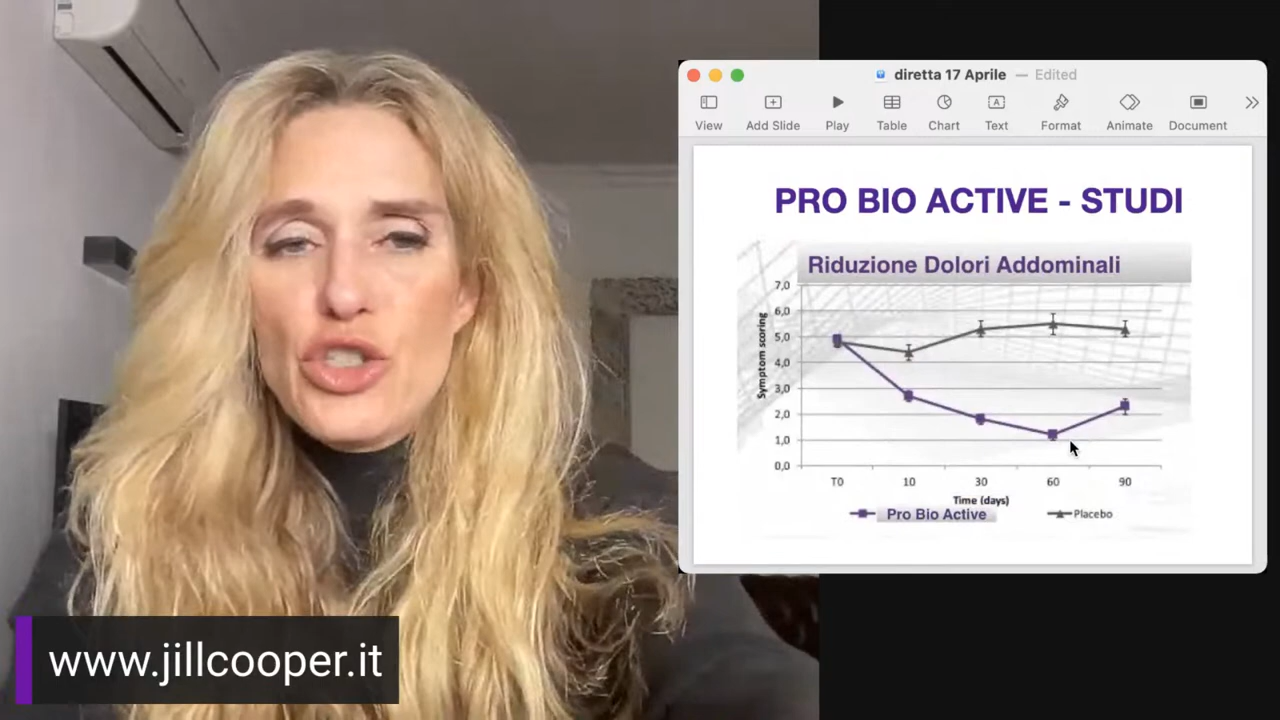 diretta 17 Aprile — Edited
View Add Slide Play Table Chart Text Format Animate Document
PRO BIO ACTIVE - STUDI
Riduzione Dolori Addominali
Symptom scoring
7,0
6,0
5,0
4,0
3,0
2,0
1,0
0,0
T0 10 30 60 90
Time (days)
Pro Bio Active Placebo
www.jillcooper.it